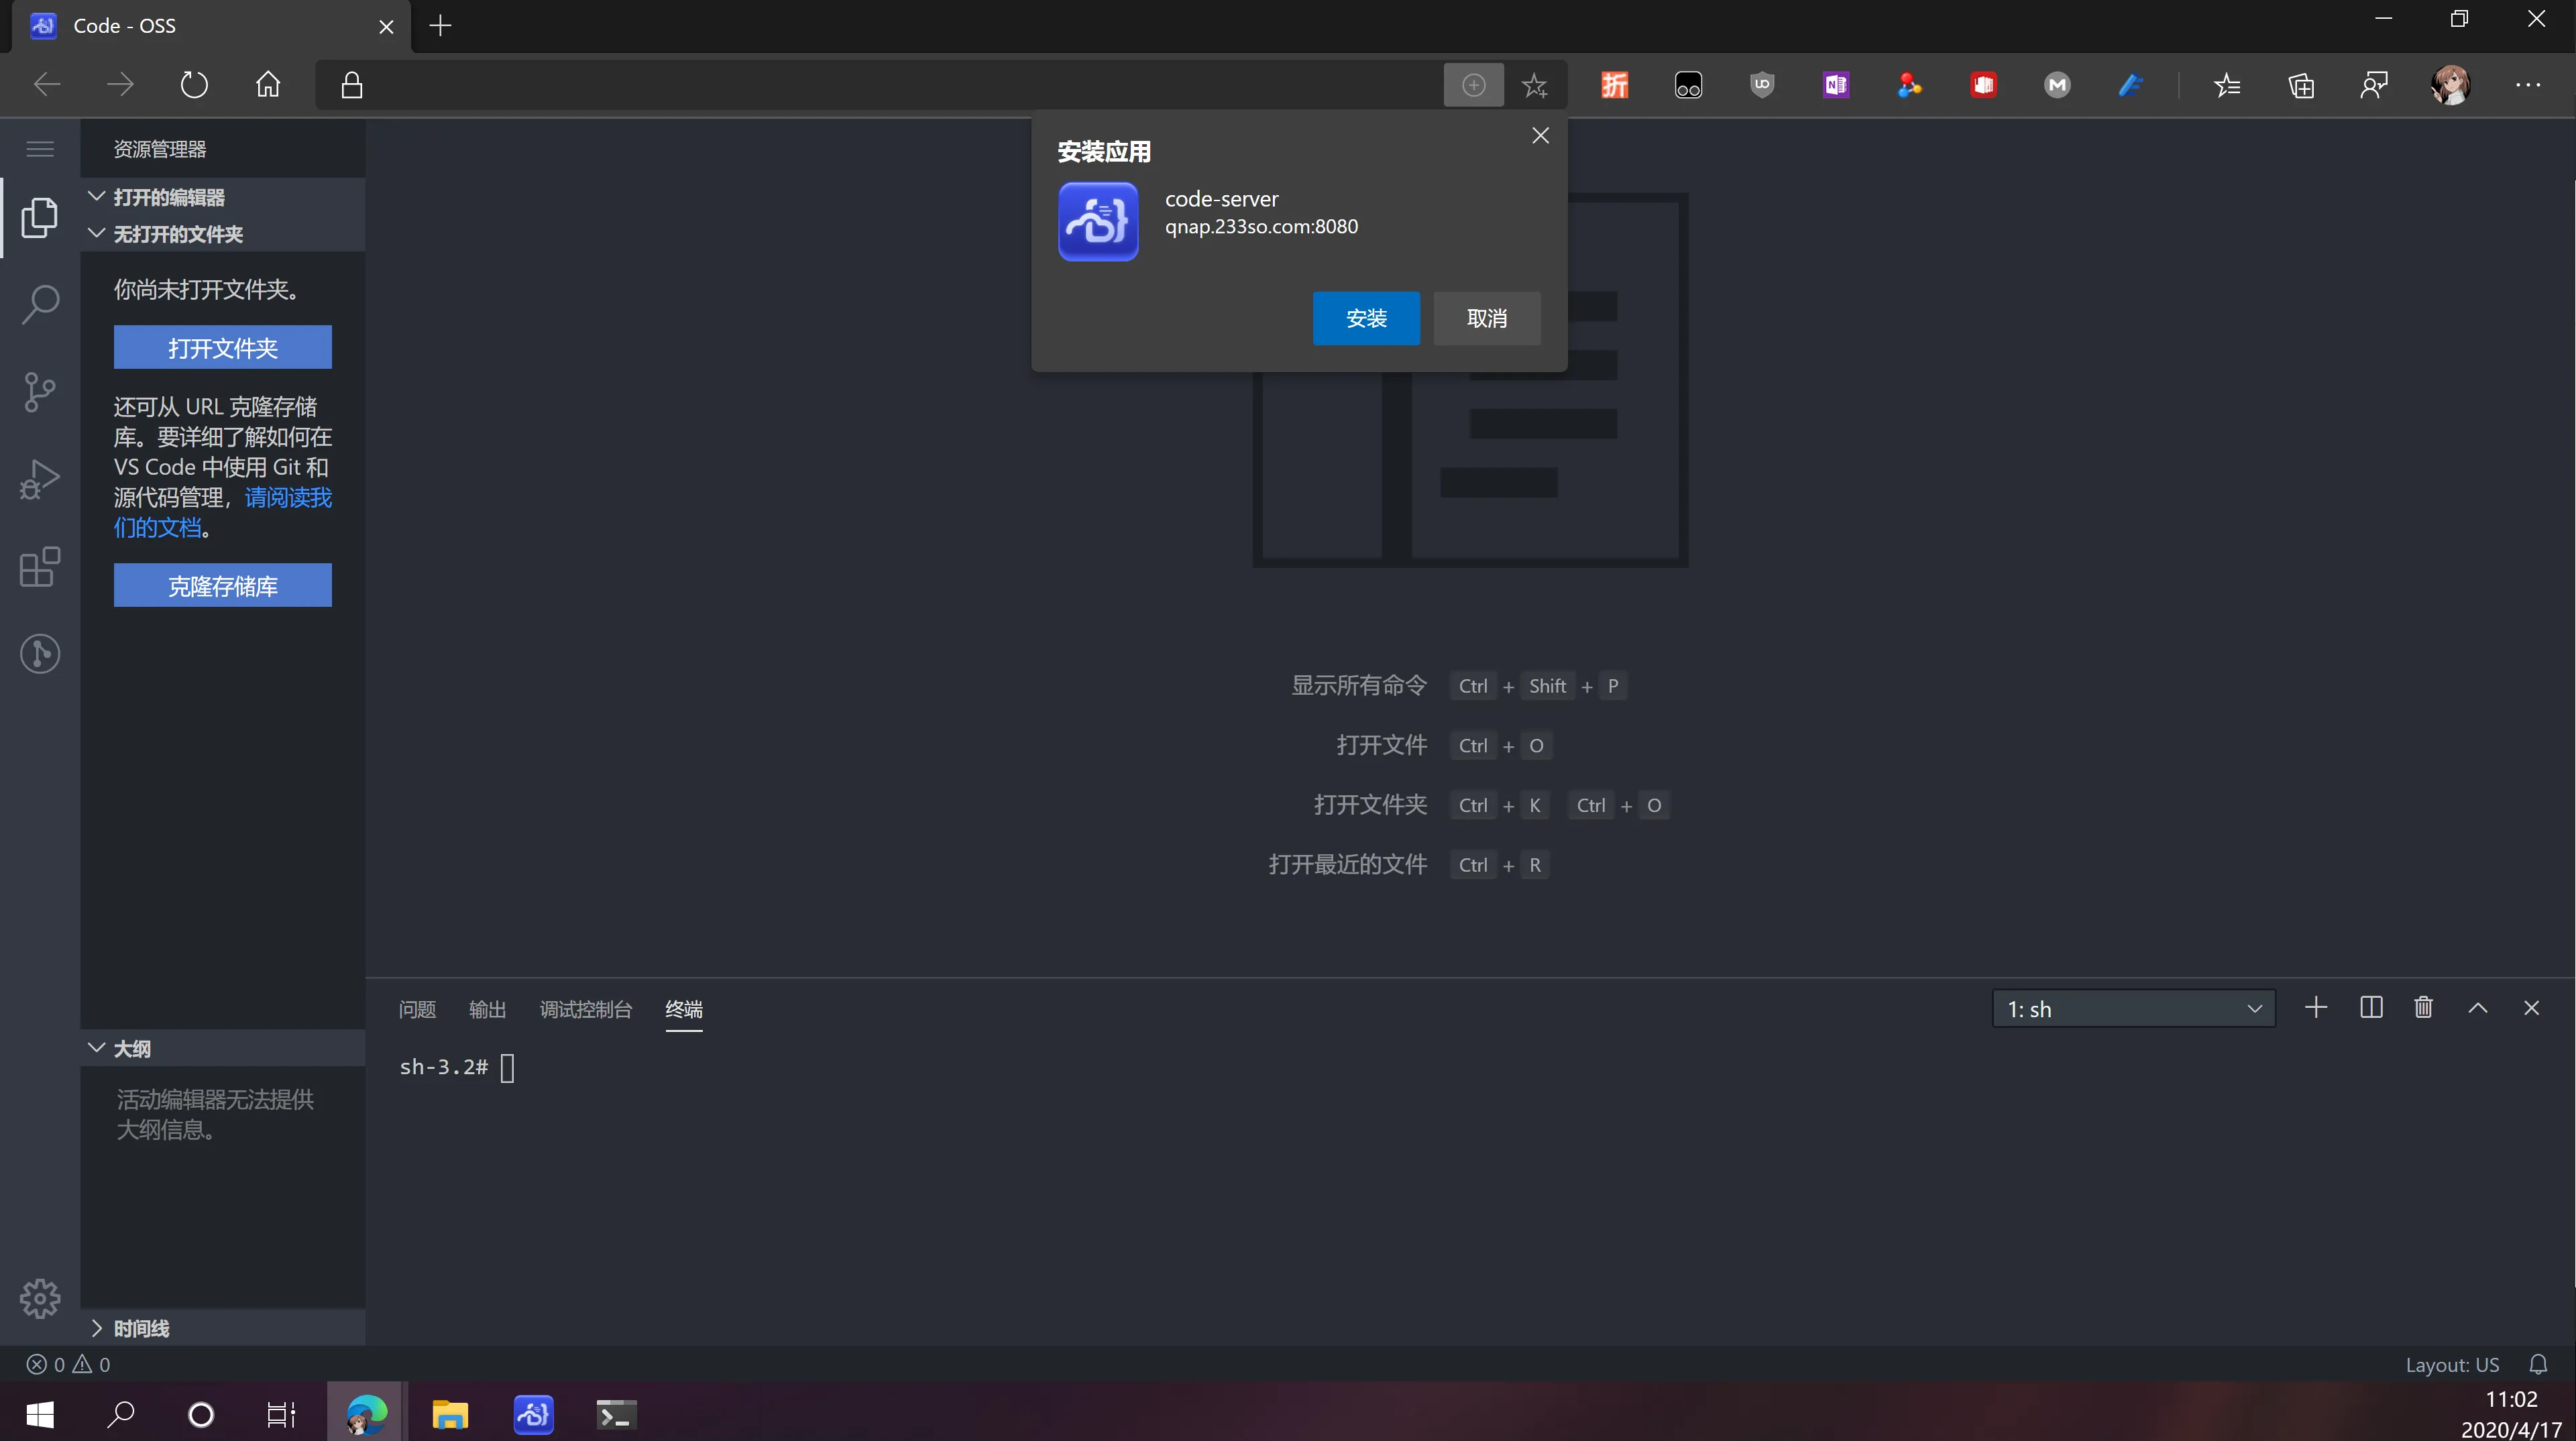 Code - OSS
折
UD
N
M
资源管理器
打开的编辑器
无打开的文件夹
你尚未打开文件夹。
打开文件夹
还可从 URL 克隆存储
库。要详细了解如何在
VS Code 中使用 Git 和
源代码管理，请阅读我
们的文档。
克隆存储库
安装应用
code-server
qnap.233so.com:8080
安装 取消
显示所有命令 Ctrl + Shift + P
打开文件 Ctrl + O
打开文件夹 Ctrl + K Ctrl + O
打开最近的文件 Ctrl + R
问题 输出 调试控制台 终端
1: sh
sh-3.2#
大纲
活动编辑器无法提供
大纲信息。
时间线
0 0
Layout: US
11:02
2020/4/17